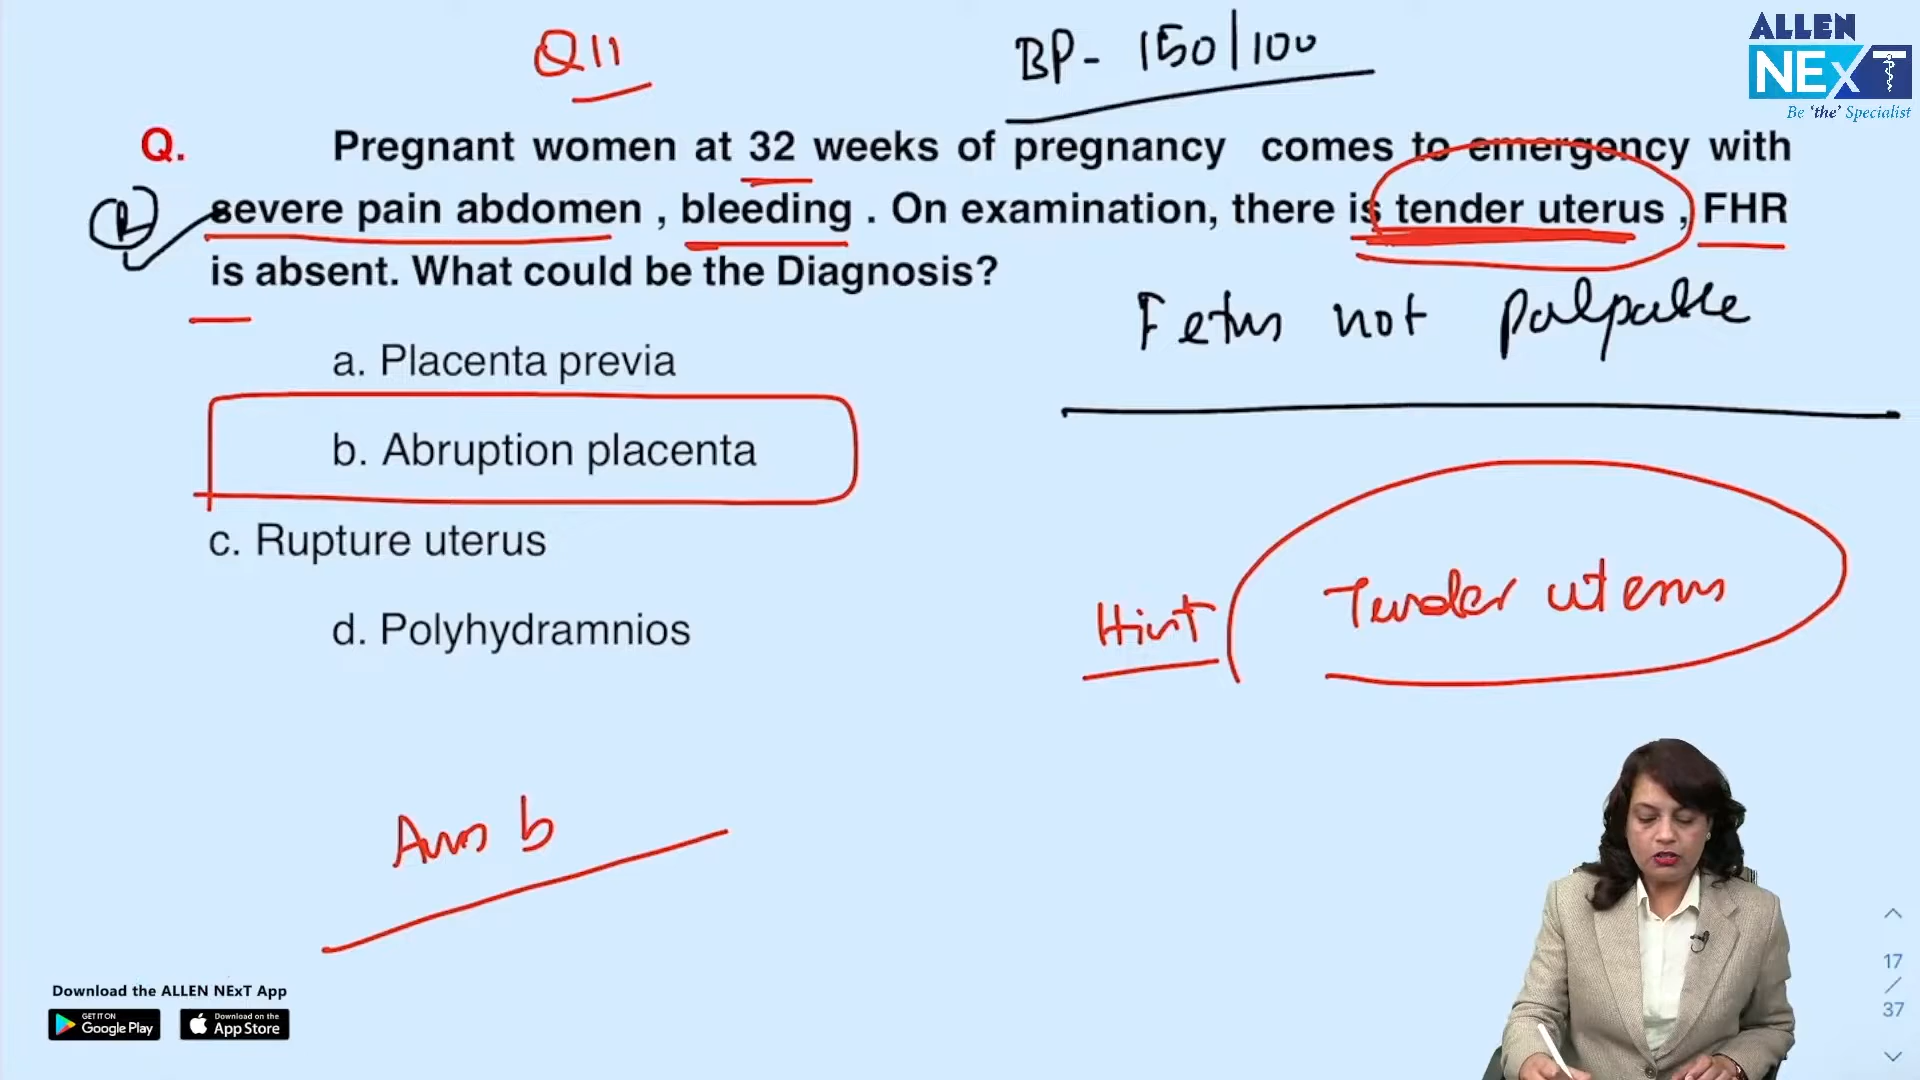 Q11
BP- 150/100
ALLEN
NExT
Be 'the' Specialist
Q. Pregnant women at 32 weeks of pregnancy comes to emergency with
severe pain abdomen , bleeding . On examination, there is tender uterus , FHR
is absent. What could be the Diagnosis?
Fetus not palpable
a. Placenta previa
b. Abruption placenta
c. Rupture uterus
d. Polyhydramnios
Hint Tender uterus
Ans b
17
/
37
Download the ALLEN NExT App
GET IT ON
Google Play
Download on the
App Store